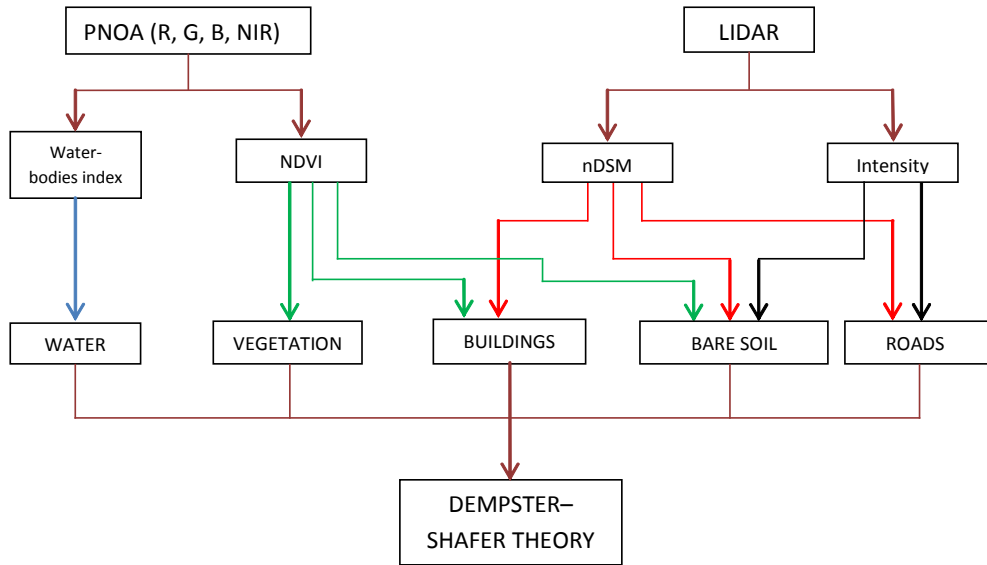 PNOA (R, G, B, NIR)
LIDAR
Water-
bodies index
NDVI
nDSM
Intensity
WATER
VEGETATION
BUILDINGS
BARE SOIL
ROADS
DEMPSTER–
SHAFER THEORY